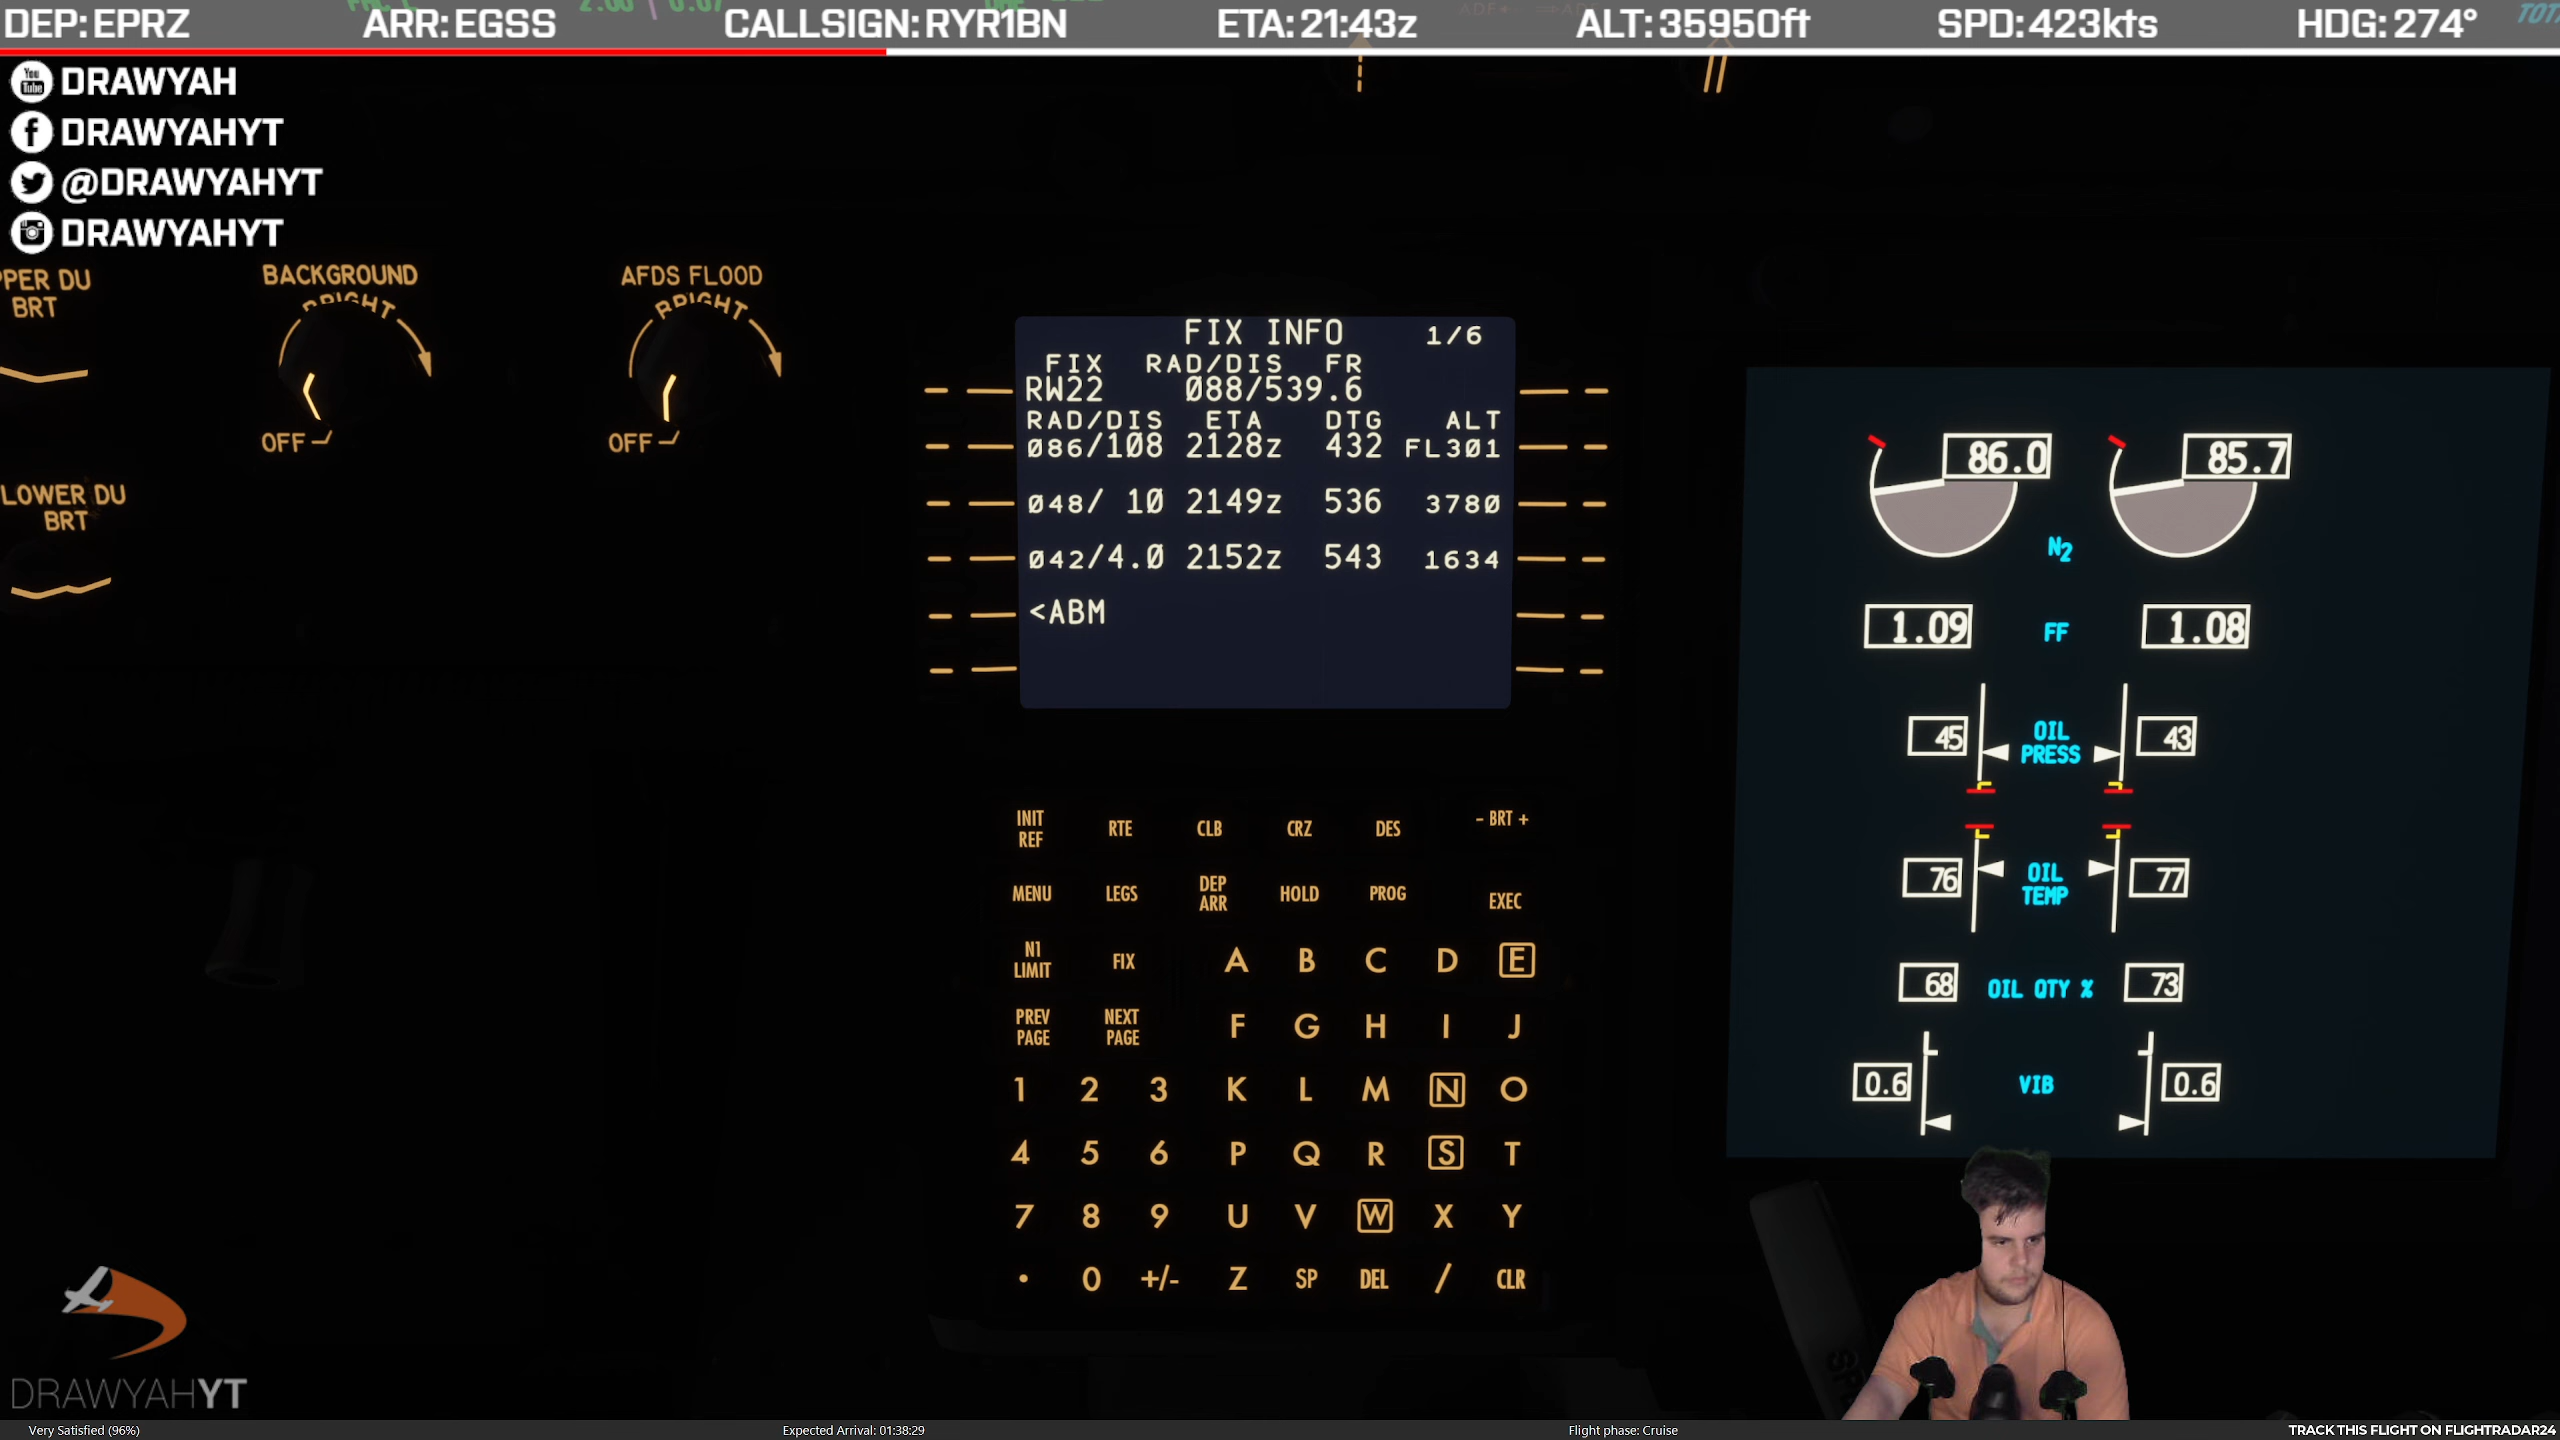 DEP: EPRZ ARR: EGSS CALLSIGN: RYR1BN ETA: 21:43z ALT: 35950ft SPD: 423kts HDG: 274°
You Tube DRAWYAH
DRAWYAHYT
@DRAWYAHYT
DRAWYAHYT
PPER DU
BRT
BACKGROUND
BRIGHT
OFF
AFDS FLOOD
BRIGHT
OFF
LOWER DU
BRT
FIX INFO 1/6
FIX RAD/DIS FR
RW22 088/539.6
RAD/DIS ETA DTG ALT
086/108 2128z 432 FL301
048/ 10 2149z 536 3780
042/4.0 2152z 543 1634
<ABM
86.0 85.7
N2
1.09 FF 1.08
45 OIL PRESS 43
76 OIL TEMP 77
68 OIL QTY % 73
0.6 VIB 0.6
INIT REF RTE CLB CRZ DES - BRT +
MENU LEGS DEP ARR HOLD PROG EXEC
N1 LIMIT FIX A B C D E
PREV PAGE NEXT PAGE F G H I J
1 2 3 K L M N O
4 5 6 P Q R S T
7 8 9 U V W X Y
. 0 +/- Z SP DEL / CLR
DRAWYAHYT
Very Satisfied (96%) Expected Arrival: 01:38:29 Flight phase: Cruise TRACK THIS FLIGHT ON FLIGHTRADAR24